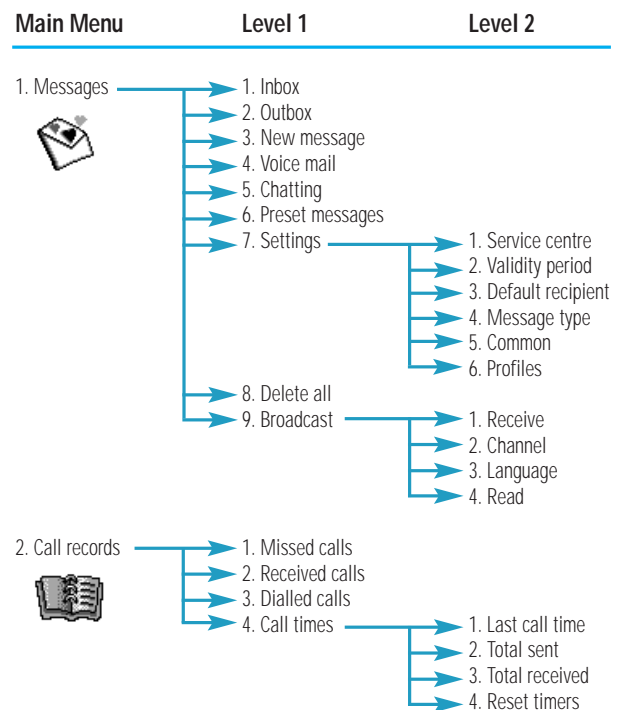 Main Menu Level 1 Level 2
1. Messages 1. Inbox
2. Outbox
3. New message
4. Voice mail
5. Chatting
6. Preset messages
7. Settings 1. Service centre
2. Validity period
3. Default recipient
4. Message type
5. Common
6. Profiles
8. Delete all
9. Broadcast 1. Receive
2. Channel
3. Language
4. Read
2. Call records 1. Missed calls
2. Received calls
3. Dialled calls
4. Call times 1. Last call time
2. Total sent
3. Total received
4. Reset timers